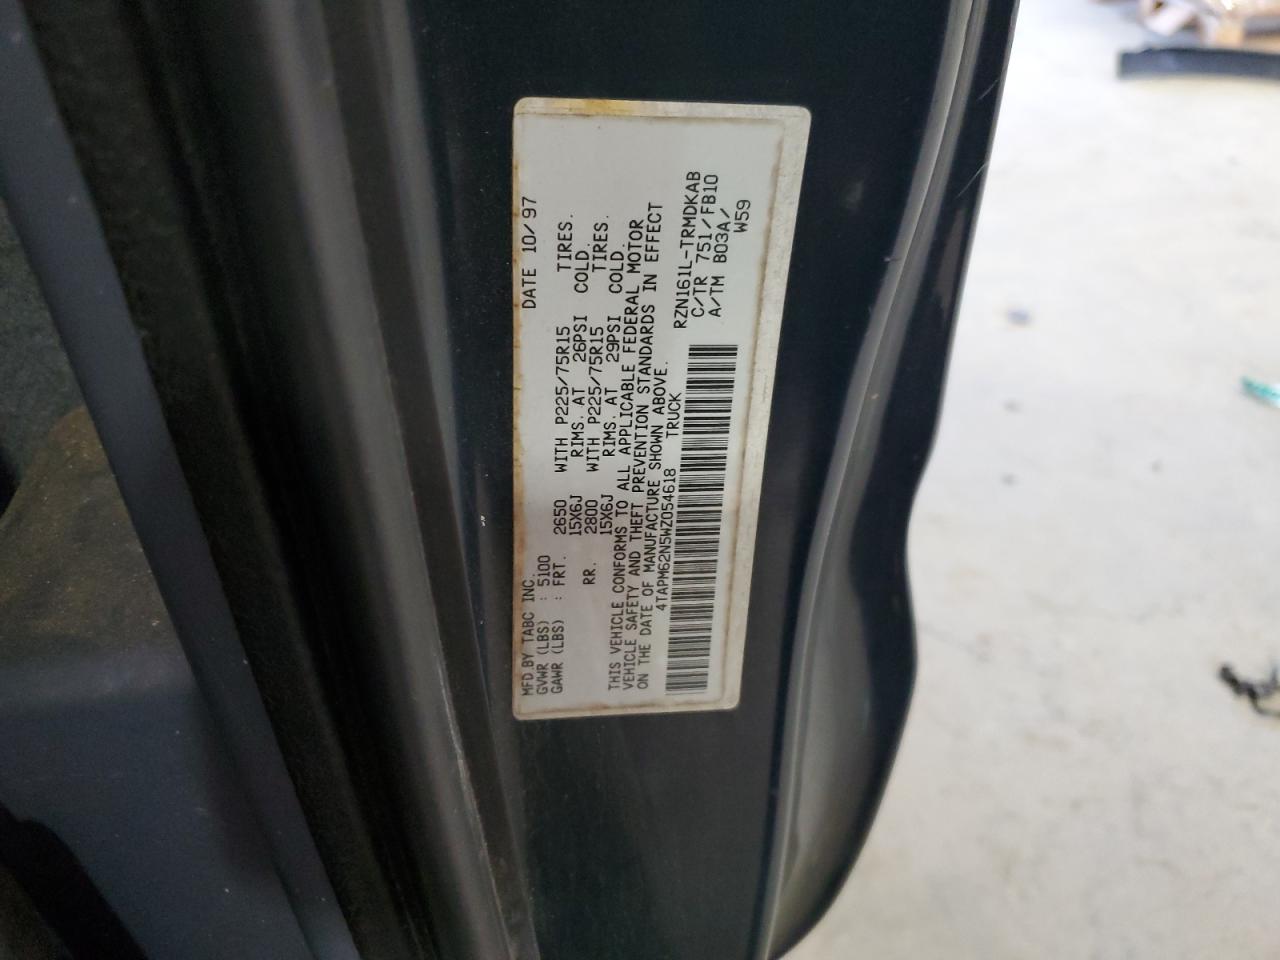 MFD.BY TABC INC. DATE 10/97
GVWR (LBS) : 5100
GAWR (LBS) : FRT. 2650 WITH P225/75R15 TIRES.
15X6J RIMS. AT 26PSI COLD.
RR. 2800 WITH P225/75R15 TIRES.
15X6J RIMS. AT 29PSI COLD.
THIS VEHICLE CONFORMS TO ALL APPLICABLE FEDERAL MOTOR
VEHICLE SAFETY AND THEFT PREVENTION STANDARDS IN EFFECT
ON THE DATE OF MANUFACTURE SHOWN ABOVE.
4TAPM62N5WZ054618 TRUCK
RZN161L-TRMDKAB
C/TR 751/FB10
A/TM B03A/
W59